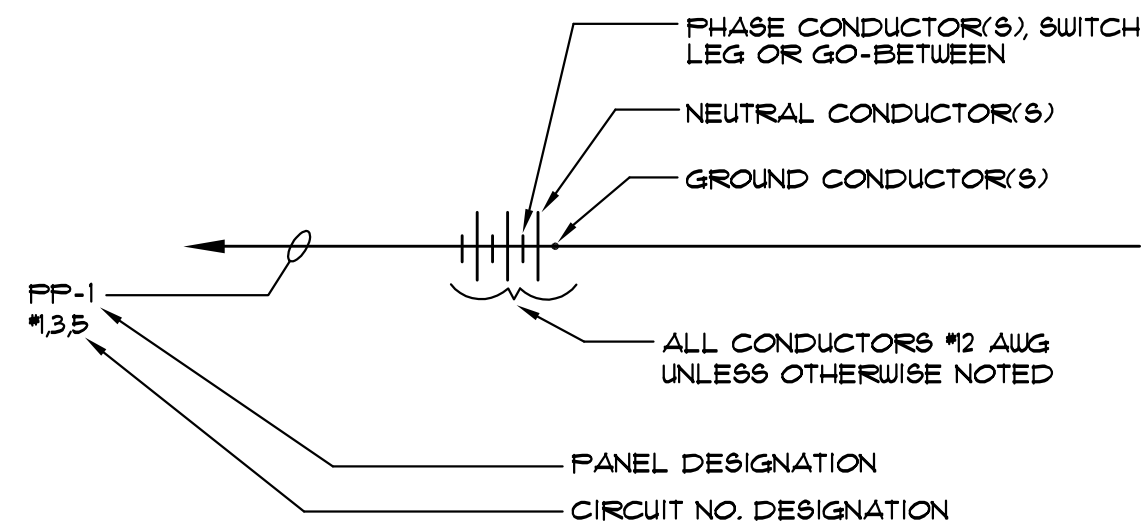 PHASE CONDUCTOR(S), SWITCH
LEG OR GO-BETWEEN
NEUTRAL CONDUCTOR(S)
GROUND CONDUCTOR(S)
PP-1
#1,3,5
ALL CONDUCTORS #12 AWG
UNLESS OTHERWISE NOTED
PANEL DESIGNATION
CIRCUIT NO. DESIGNATION